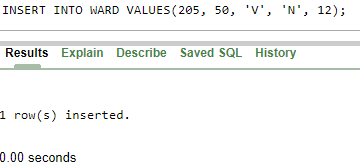 INSERT INTO WARD VALUES(205, 50, 'V', 'N', 12);
Results Explain Describe Saved SQL History
1 row(s) inserted.
0.00 seconds